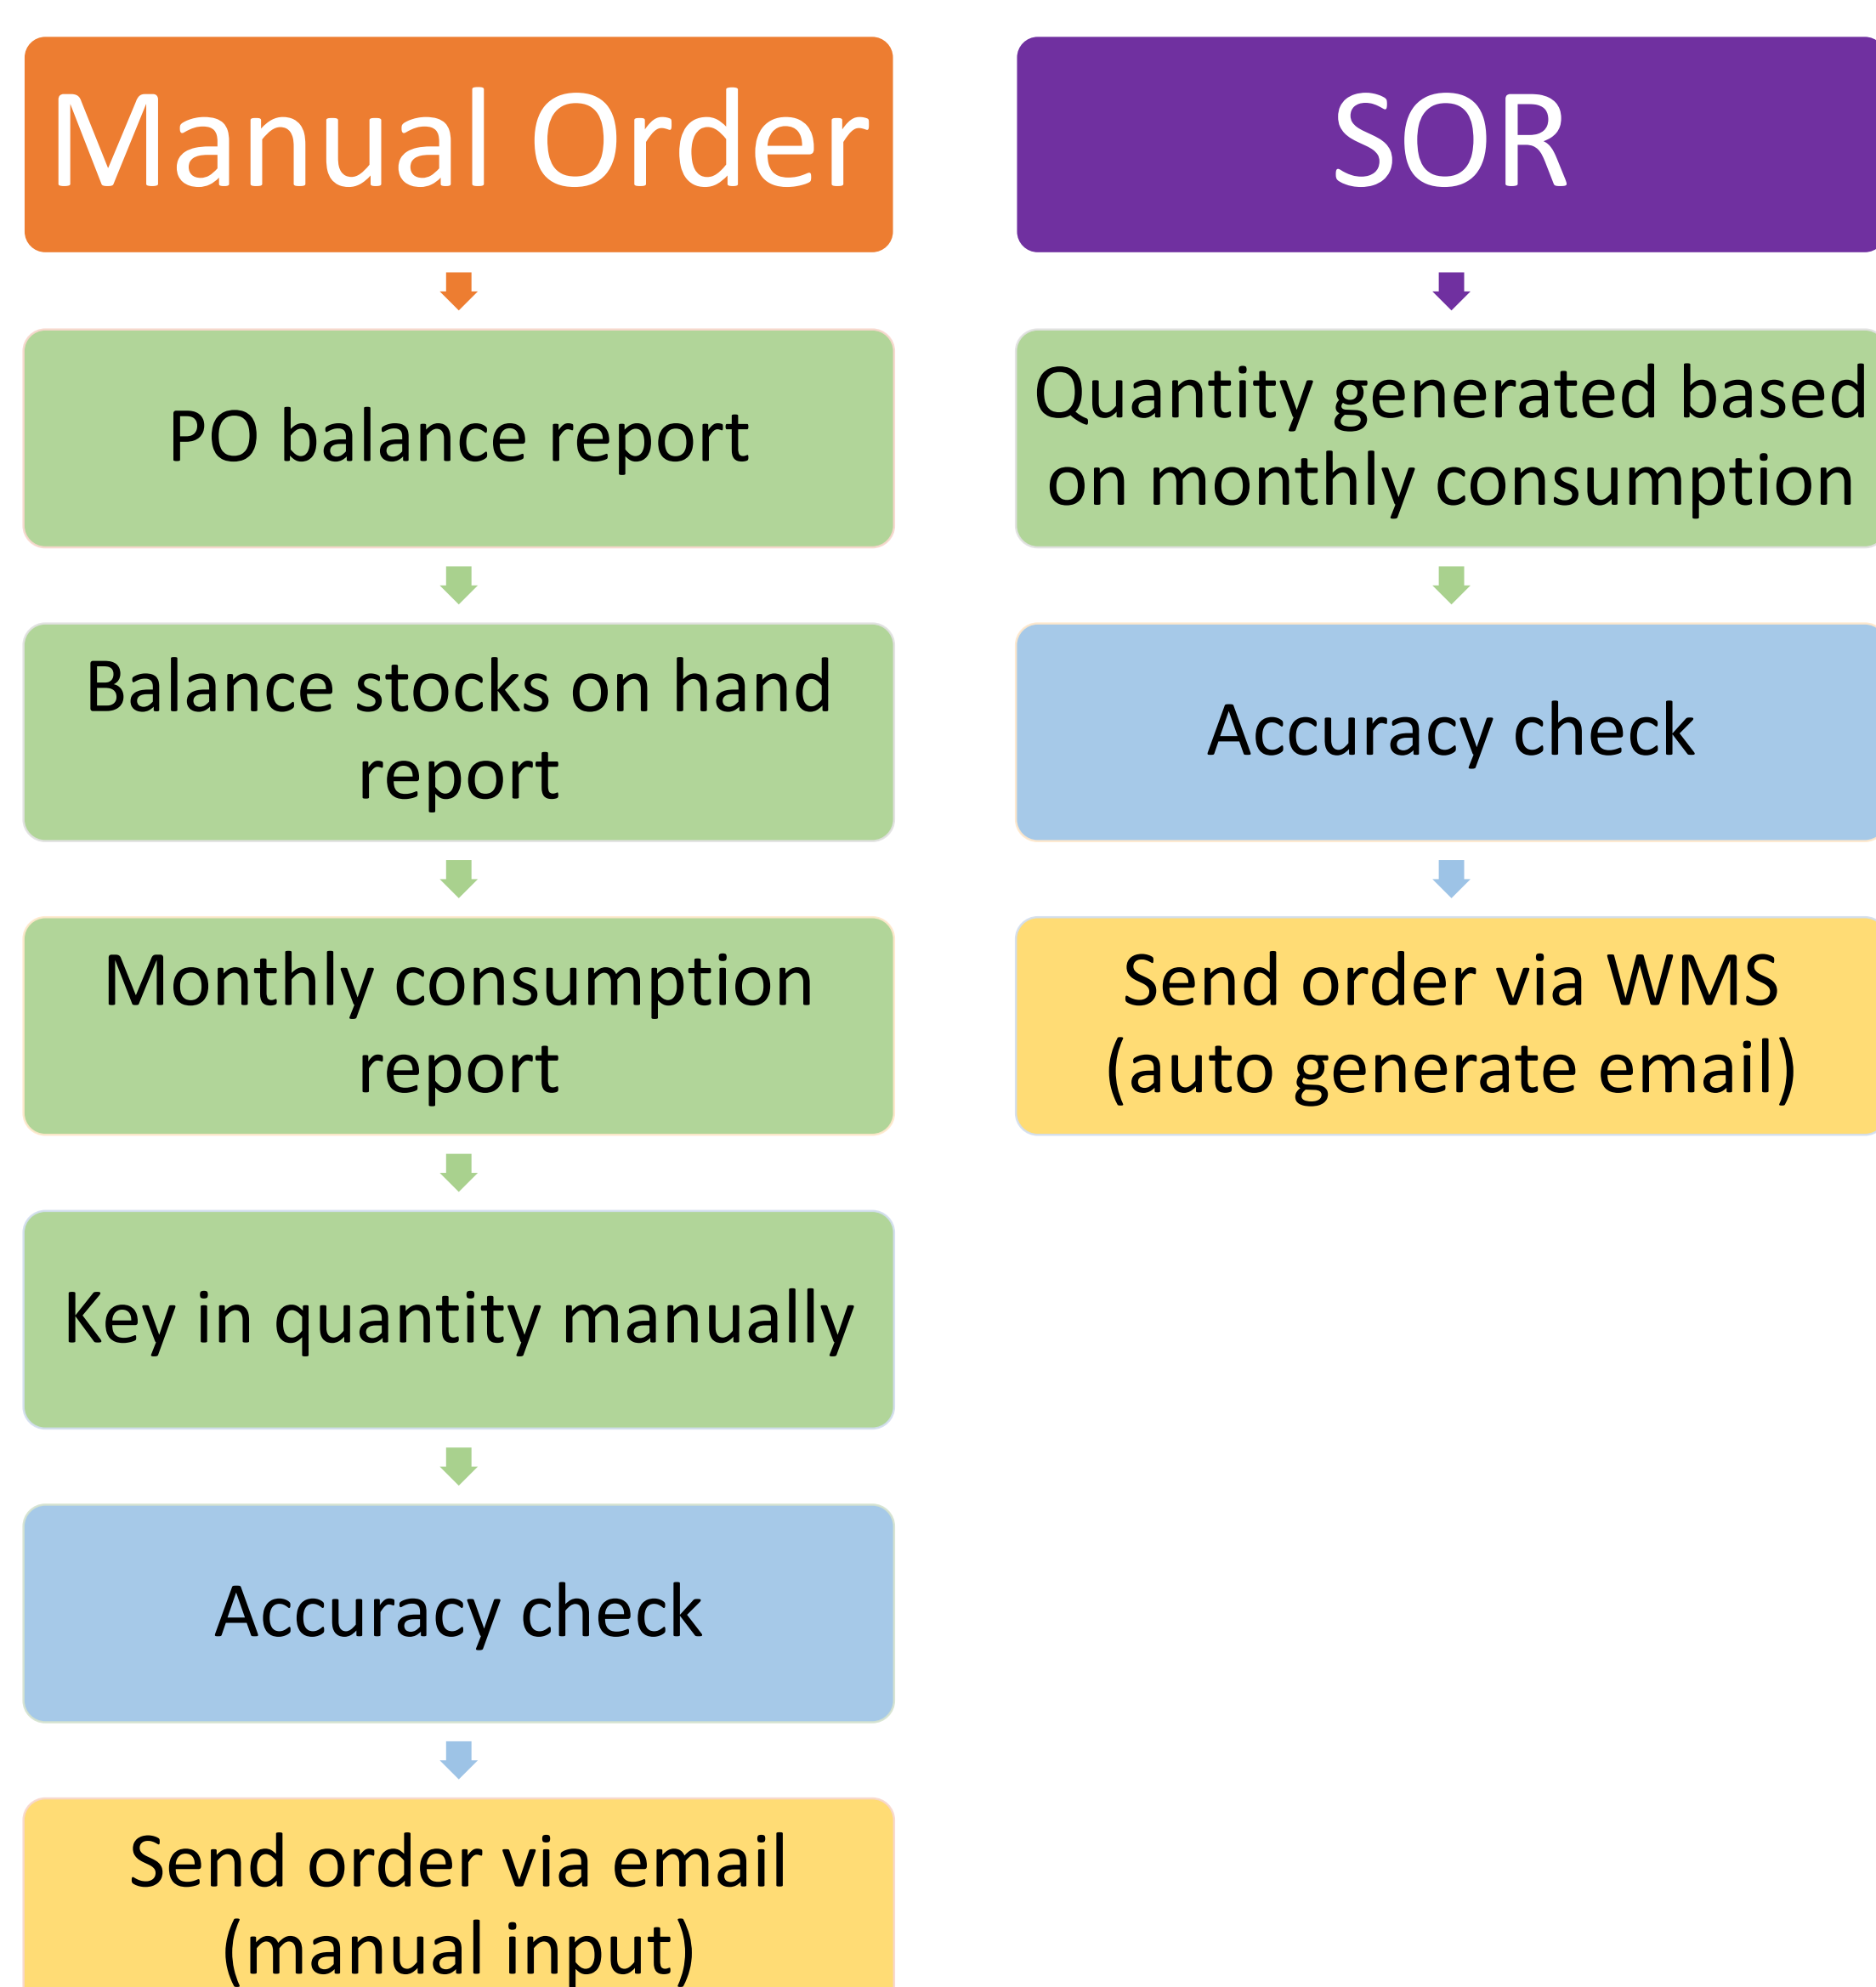 Manual Order
PO balance report
Balance stocks on hand
report
Monthly consumption
report
Key in quantity manually
Accuracy check
Send order via email
(manual input)
SOR
Quantity generated based
on monthly consumption
Accuracy check
Send order via WMS
(auto generate email)